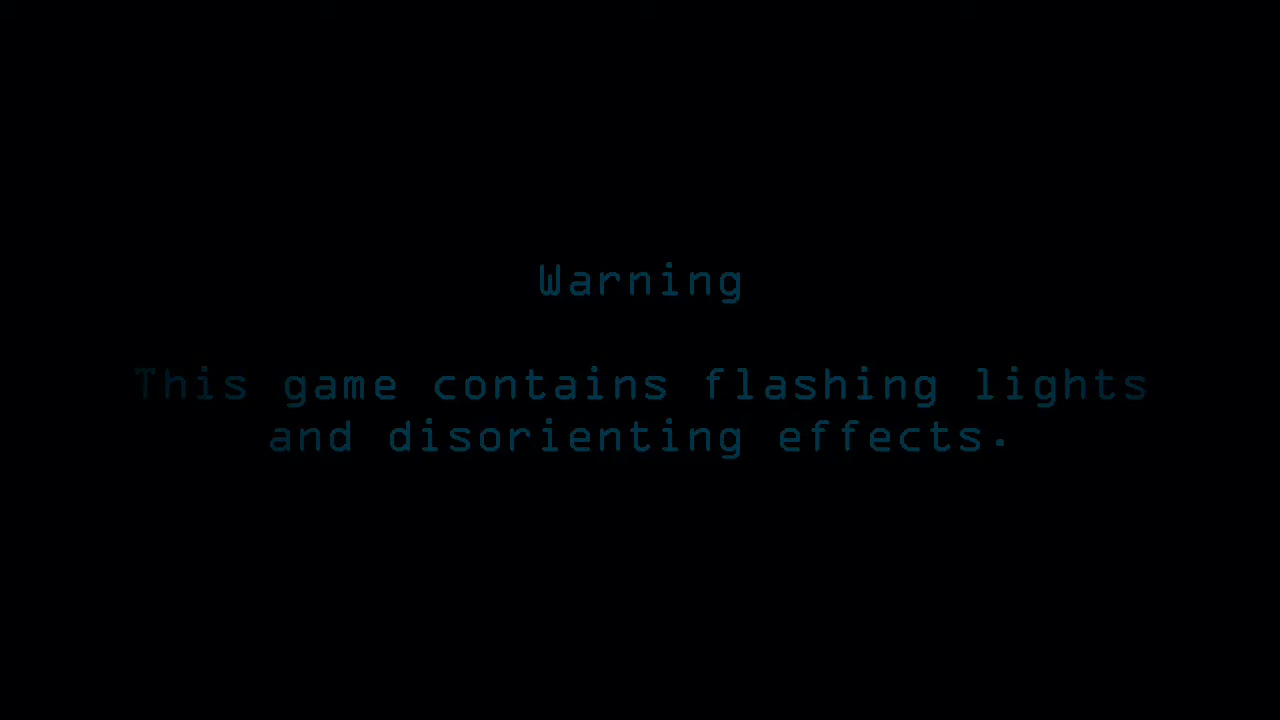 Warning
This game contains flashing lights
and disorienting effects.